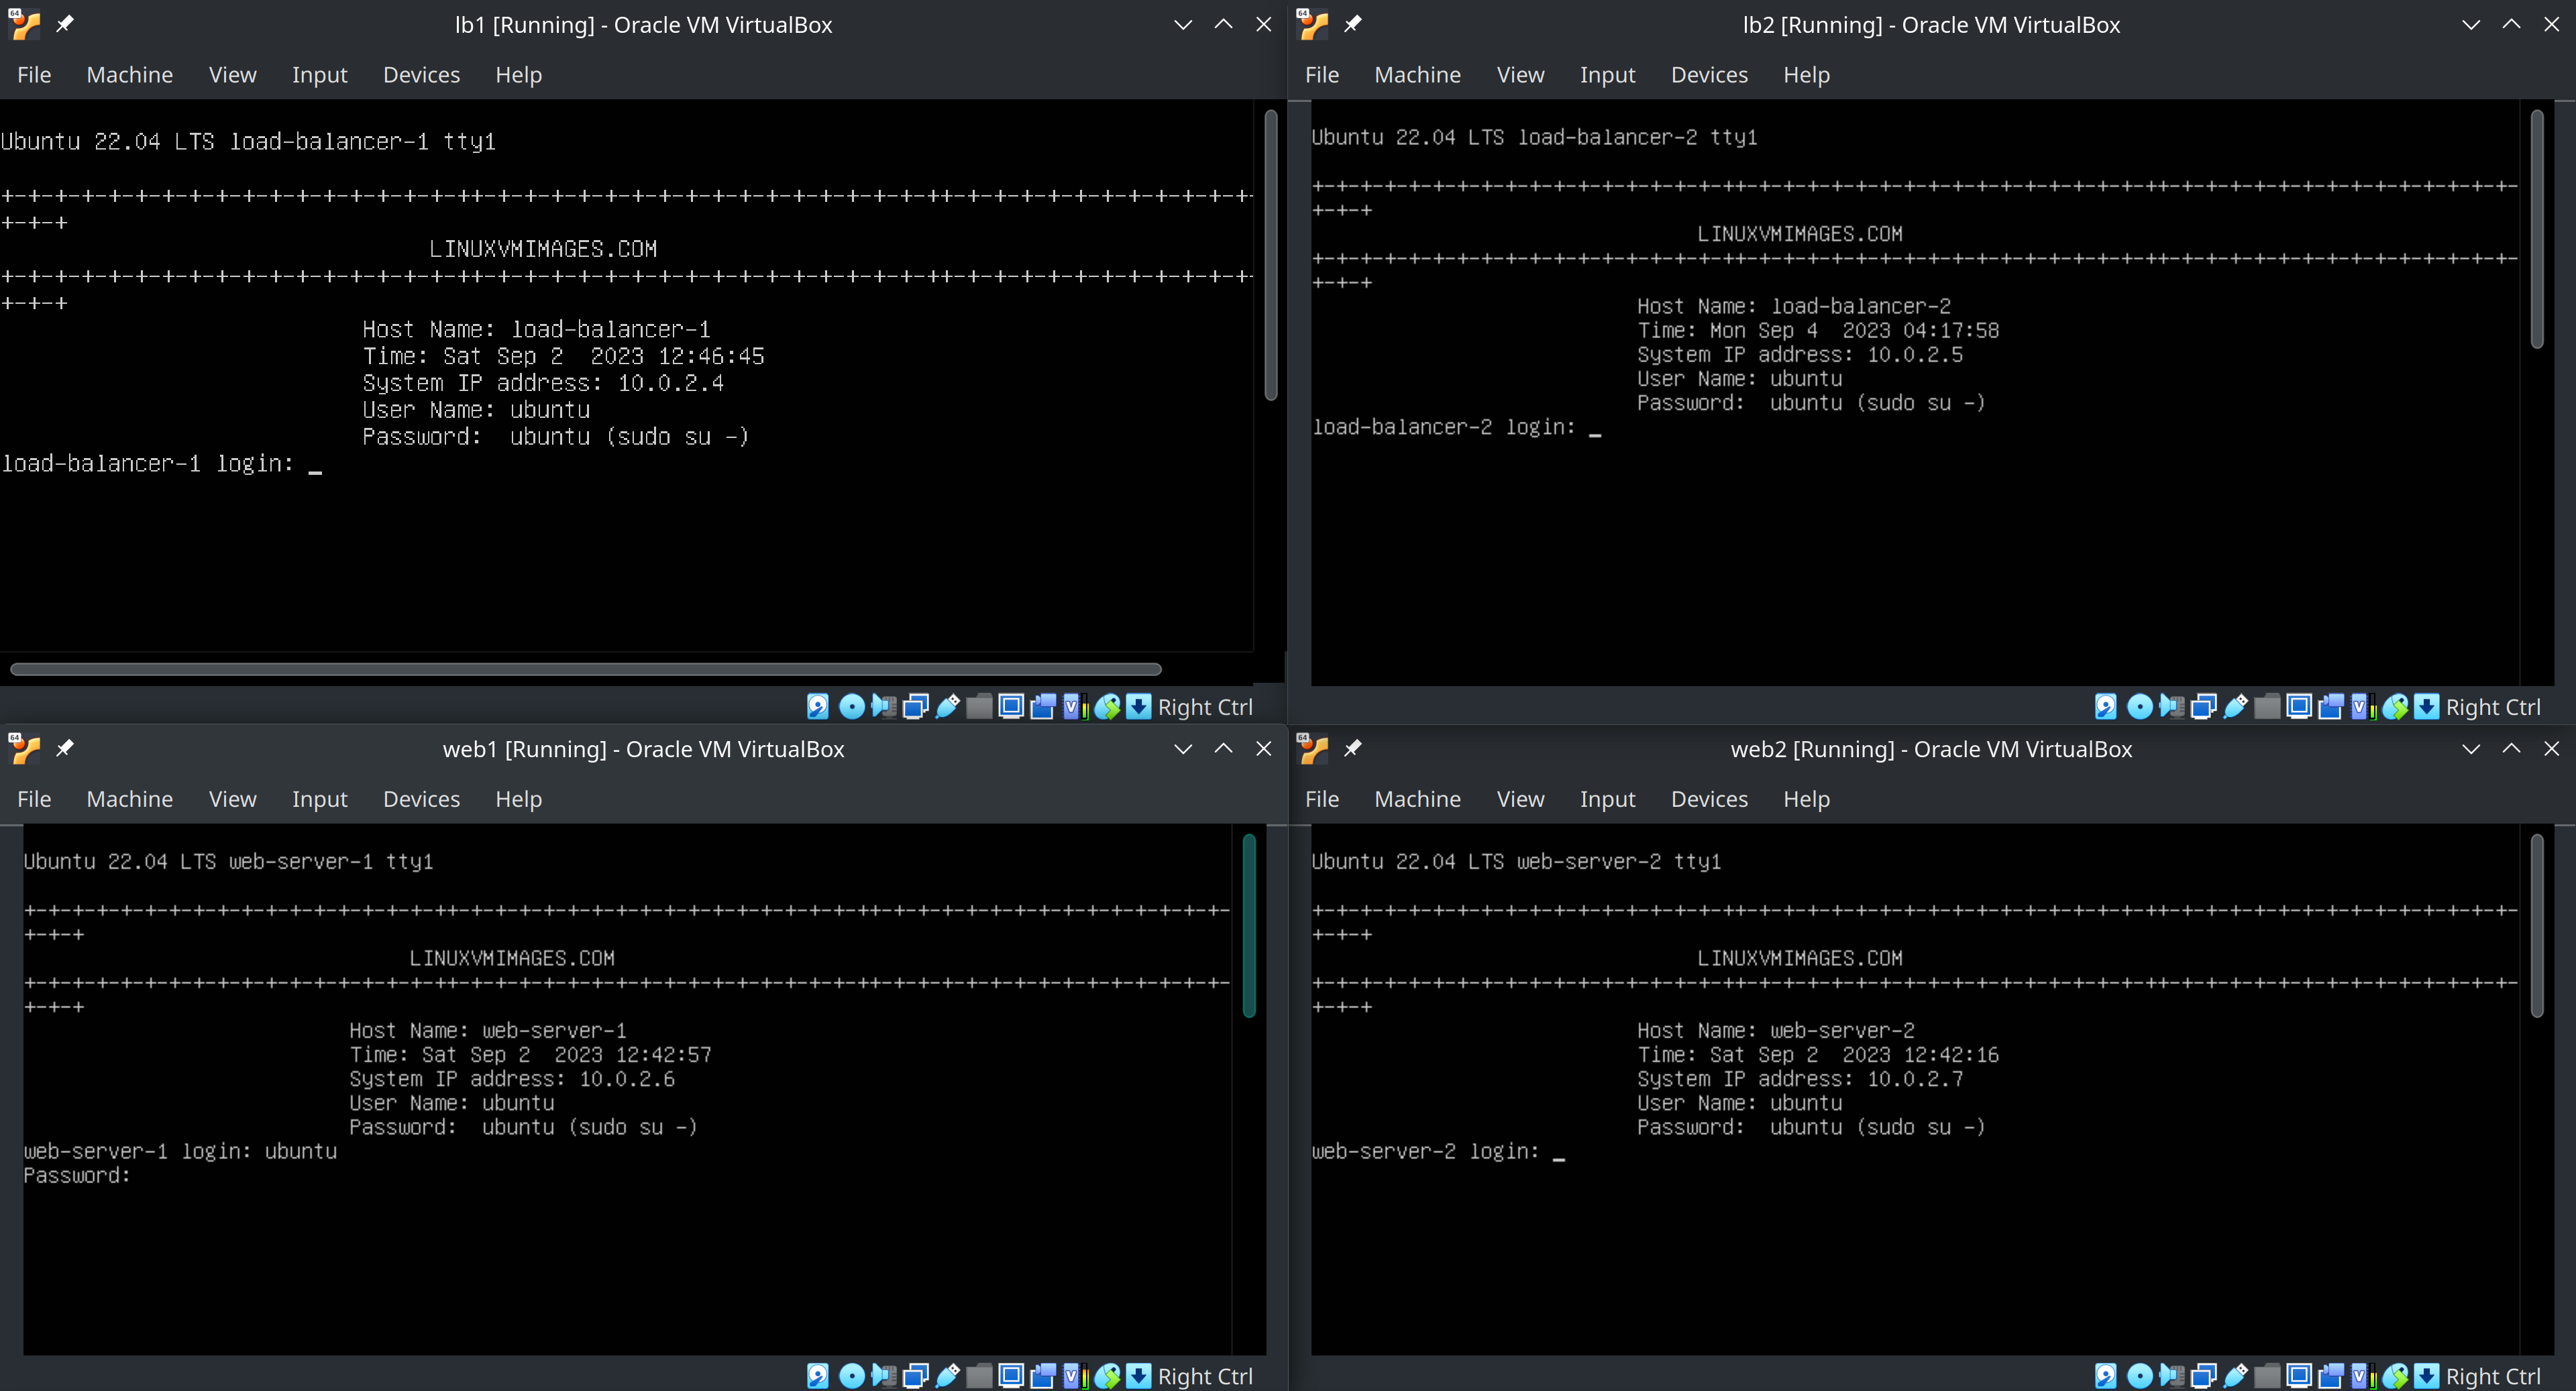 lb1 [Running] - Oracle VM VirtualBox
File Machine View Input Devices Help
Ubuntu 22.04 LTS load-balancer-1 tty1
+-+-+-+-+-+-+-+-+-+-+-+-+-+-+-+-+-+-++-+-+-+-+-+-+-+-+-+-+-+-+-+-+-+-+-+-+-+-+-+-
+-+-+
LINUXVMIMAGES.COM
+-+-+-+-+-+-+-+-+-+-+-+-+-+-+-+-+-+-++-+-+-+-+-+-+-+-+-+-+-+-+-+-+-+-+-+-+-+-+-+-
+-+-+
Host Name: load-balancer-1
Time: Sat Sep 2  2023 12:46:45
System IP address: 10.0.2.4
User Name: ubuntu
Password:  ubuntu (sudo su -)
load-balancer-1 login: _
Right Ctrl
lb2 [Running] - Oracle VM VirtualBox
File Machine View Input Devices Help
Ubuntu 22.04 LTS load-balancer-2 tty1
+-+-+-+-+-+-+-+-+-+-+-+-+-+-+-+-+-+-++-+-+-+-+-+-+-+-+-+-+-+-+-+-+-+-+-+-+-+-+-+-+-
+-+-+
LINUXVMIMAGES.COM
+-+-+-+-+-+-+-+-+-+-+-+-+-+-+-+-+-+-++-+-+-+-+-+-+-+-+-+-+-+-+-+-+-+-+-+-+-+-+-+-+-
+-+-+
Host Name: load-balancer-2
Time: Mon Sep 4  2023 04:17:58
System IP address: 10.0.2.5
User Name: ubuntu
Password:  ubuntu (sudo su -)
load-balancer-2 login: _
Right Ctrl
web1 [Running] - Oracle VM VirtualBox
File Machine View Input Devices Help
Ubuntu 22.04 LTS web-server-1 tty1
+-+-+-+-+-+-+-+-+-+-+-+-+-+-+-+-+-+-++-+-+-+-+-+-+-+-+-+-+-+-+-+-+-+-+-+-+-+-+-+-+-
+-+-+
LINUXVMIMAGES.COM
+-+-+-+-+-+-+-+-+-+-+-+-+-+-+-+-+-+-++-+-+-+-+-+-+-+-+-+-+-+-+-+-+-+-+-+-+-+-+-+-+-
+-+-+
Host Name: web-server-1
Time: Sat Sep 2  2023 12:42:57
System IP address: 10.0.2.6
User Name: ubuntu
Password:  ubuntu (sudo su -)
web-server-1 login: ubuntu
Password:
Right Ctrl
web2 [Running] - Oracle VM VirtualBox
File Machine View Input Devices Help
Ubuntu 22.04 LTS web-server-2 tty1
+-+-+-+-+-+-+-+-+-+-+-+-+-+-+-+-+-+-++-+-+-+-+-+-+-+-+-+-+-+-+-+-+-+-+-+-+-+-+-+-+-
+-+-+
LINUXVMIMAGES.COM
+-+-+-+-+-+-+-+-+-+-+-+-+-+-+-+-+-+-++-+-+-+-+-+-+-+-+-+-+-+-+-+-+-+-+-+-+-+-+-+-+-
+-+-+
Host Name: web-server-2
Time: Sat Sep 2  2023 12:42:16
System IP address: 10.0.2.7
User Name: ubuntu
Password:  ubuntu (sudo su -)
web-server-2 login: _
Right Ctrl